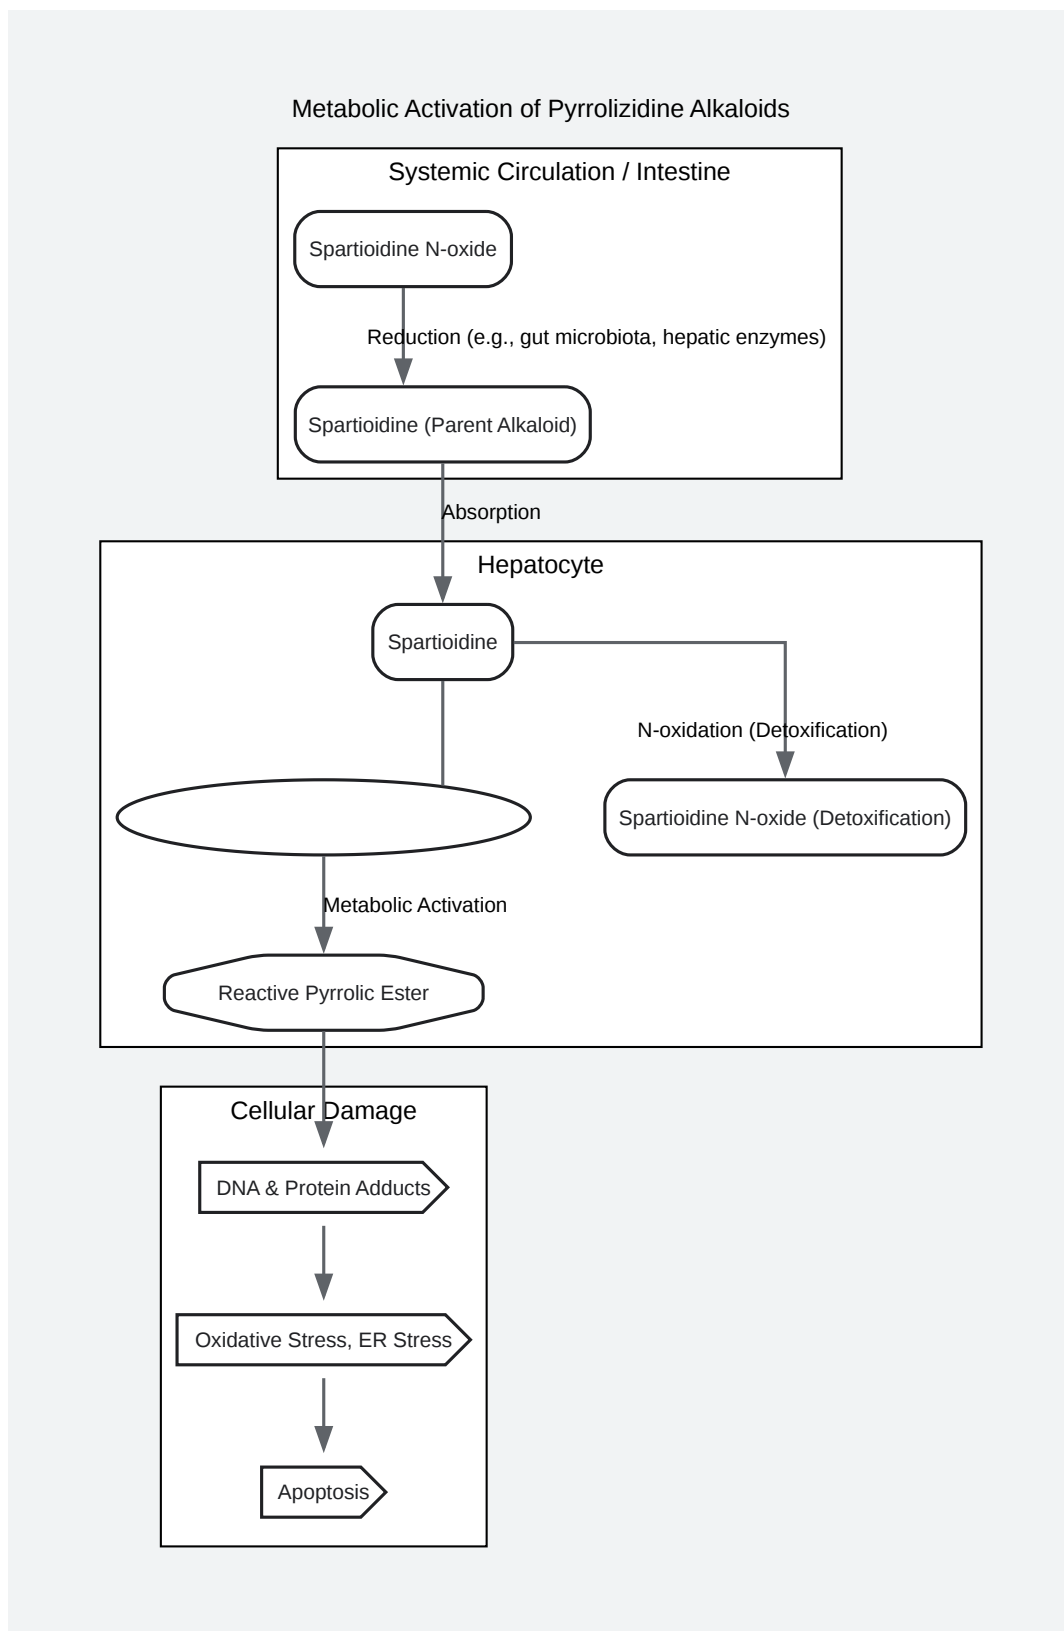 Metabolic Activation of Pyrrolizidine Alkaloids
Systemic Circulation / Intestine
Spartioidine N-oxide
Reduction (e.g., gut microbiota, hepatic enzymes)
Spartioidine (Parent Alkaloid)
Absorption
Hepatocyte
Spartioidine
N-oxidation (Detoxification)
Spartioidine N-oxide (Detoxification)
Metabolic Activation
Reactive Pyrrolic Ester
Cellular Damage
DNA & Protein Adducts
Oxidative Stress, ER Stress
Apoptosis